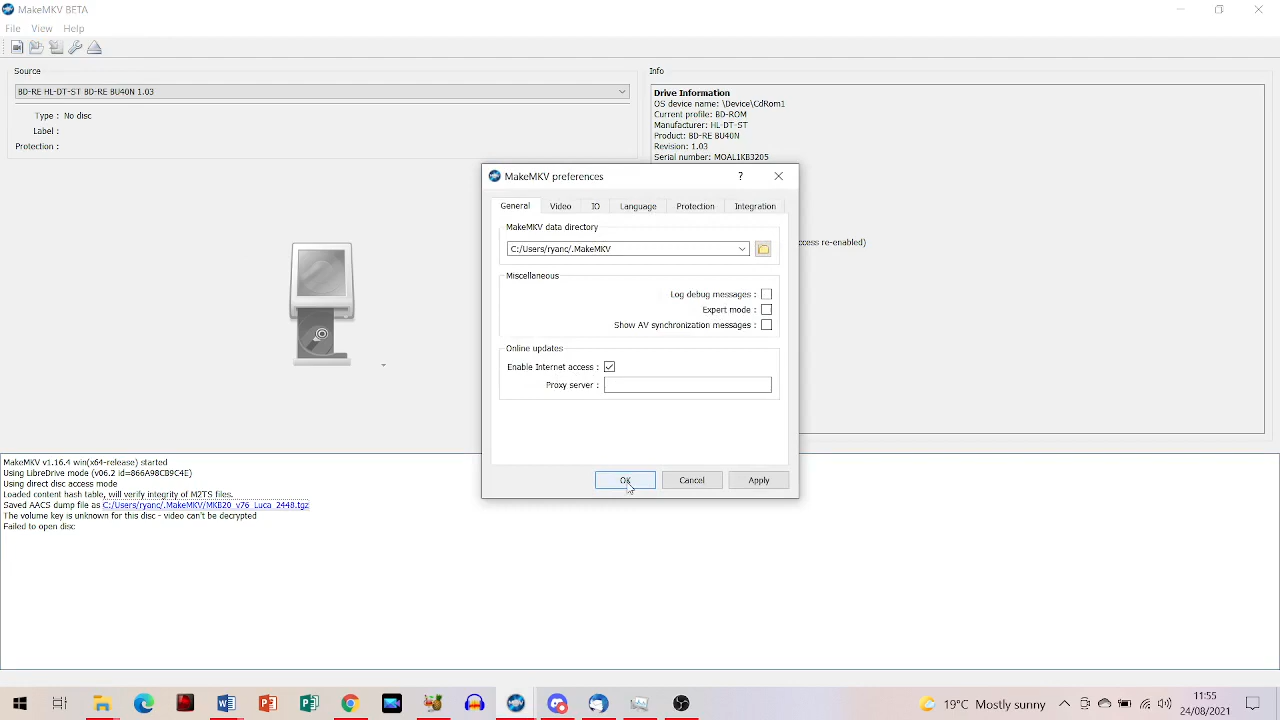 MakeMKV BETA
File View Help
Source
BD-RE HL-DT-ST BD-RE BU40N 1.03
Type : No disc
Label :
Protection :
Info
Drive Information
OS device name: \Device\CdRom1
Current profile: BD-ROM
Manufacturer: HL-DT-ST
Product: BD-RE BU40N
Revision: 1.03
Serial number: MOAL1KB3205
ccess re-enabled)
MakeMKV preferences
?
General Video IO Language Protection Integration
MakeMKV data directory
C:/Users/ryanc/.MakeMKV
Miscellaneous
Log debug messages :
Expert mode :
Show AV synchronization messages :
Online updates
Enable Internet access :
Proxy server :
OK Cancel Apply
MakeMKV v1.16.4 win(x64-release) started
Using LibreDrive mode (v06.2 id=866A98CB9C4E)
Using direct disc access mode
Loaded content hash table, will verify integrity of M2TS files.
Saved AACS dump file as C:/Users/ryanc/.MakeMKV/MKB20_v76_Luca_2448.tgz
The volume key is unknown for this disc - video can't be decrypted
Failed to open disc
19°C Mostly sunny
11:55
24/08/2021